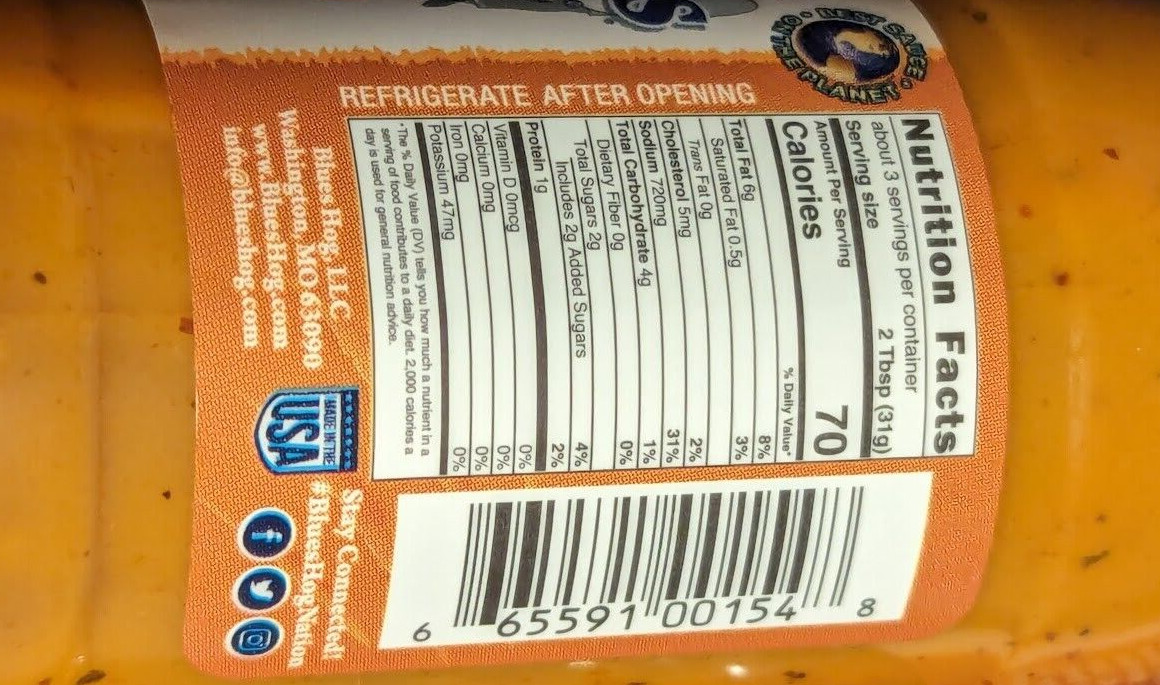 BEST SAUCE
ON THE PLANET
REFRIGERATE AFTER OPENING
Nutrition Facts
about 3 servings per container
Serving size 2 Tbsp (31g)
Amount Per Serving
Calories 70
% Daily Value*
Total Fat 6g 8%
Saturated Fat 0.5g 3%
Trans Fat 0g
Cholesterol 5mg 2%
Sodium 720mg 31%
Total Carbohydrate 4g 1%
Dietary Fiber 0g 0%
Total Sugars 2g 4%
Includes 2g Added Sugars 2%
Protein 1g 0%
Vitamin D 0mcg 0%
Calcium 0mg 0%
Iron 0mg 0%
Potassium 47mg 0%
*The % Daily Value (DV) tells you how much a nutrient in a
serving of food contributes to a daily diet. 2,000 calories a
day is used for general nutrition advice.
Blues Hog, LLC
Washington, MO 63090
www.BluesHog.com
info@blueshog.com
MADE IN THE
USA
Stay Connected!
#BluesHogNation
6 65591 00154 8